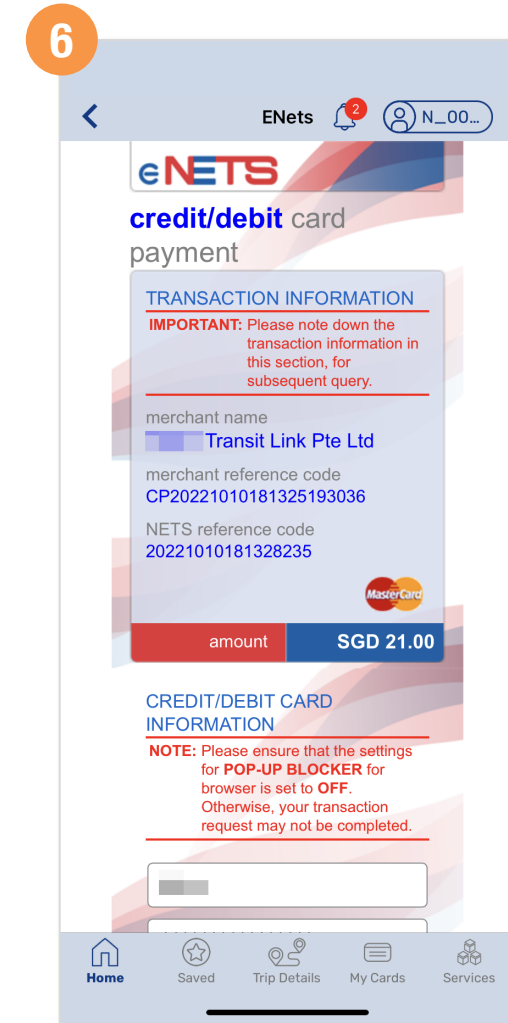 6
ENets
2
N_00...
eNETS
credit/debit card
payment
TRANSACTION INFORMATION
IMPORTANT: Please note down the
transaction information in
this section, for
subsequent query.
merchant name
Transit Link Pte Ltd
merchant reference code
CP20221010181325193036
NETS reference code
20221010181328235
MasterCard
amount SGD 21.00
CREDIT/DEBIT CARD
INFORMATION
NOTE: Please ensure that the settings
for POP-UP BLOCKER for
browser is set to OFF.
Otherwise, your transaction
request may not be completed.
Home Saved Trip Details My Cards Services